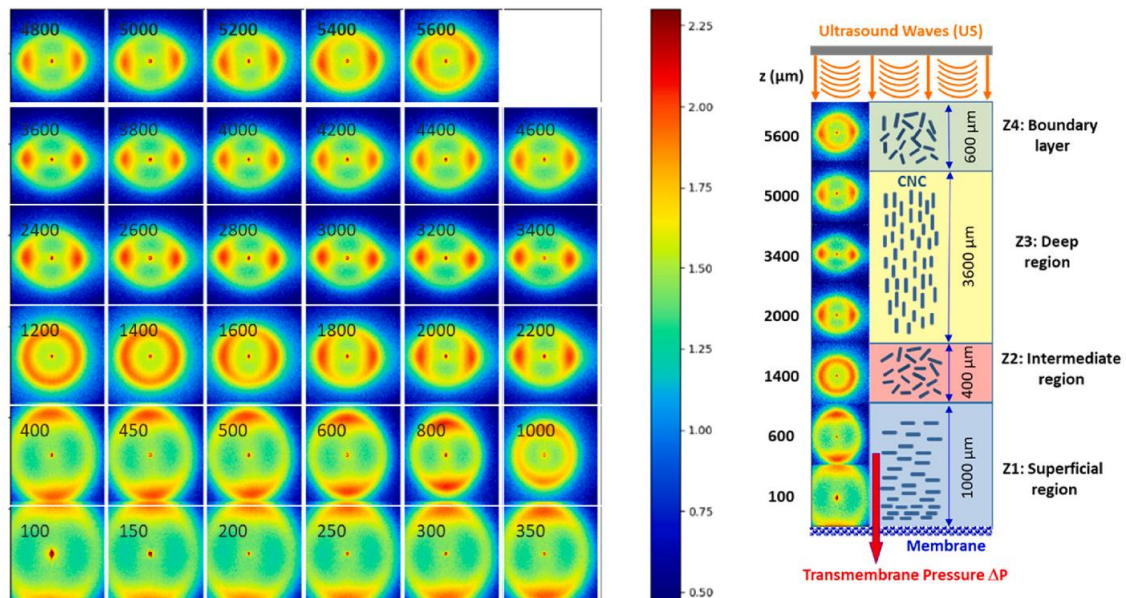 4800 5000 5200 5400 5600
3600 3800 4000 4200 4400 4600
2400 2600 2800 3000 3200 3400
1200 1400 1600 1800 2000 2200
400 450 500 600 800 1000
100 150 200 250 300 350
2.25
2.00
1.75
1.50
1.25
1.00
0.75
0.50
Ultrasound Waves (US)
z (µm)
5600
5000
3400
2000
1400
600
100
CNC
600 µm
3600 µm
400 µm
1000 µm
Z4: Boundary
layer
Z3: Deep
region
Z2: Intermediate
region
Z1: Superficial
region
Membrane
Transmembrane Pressure ΔP